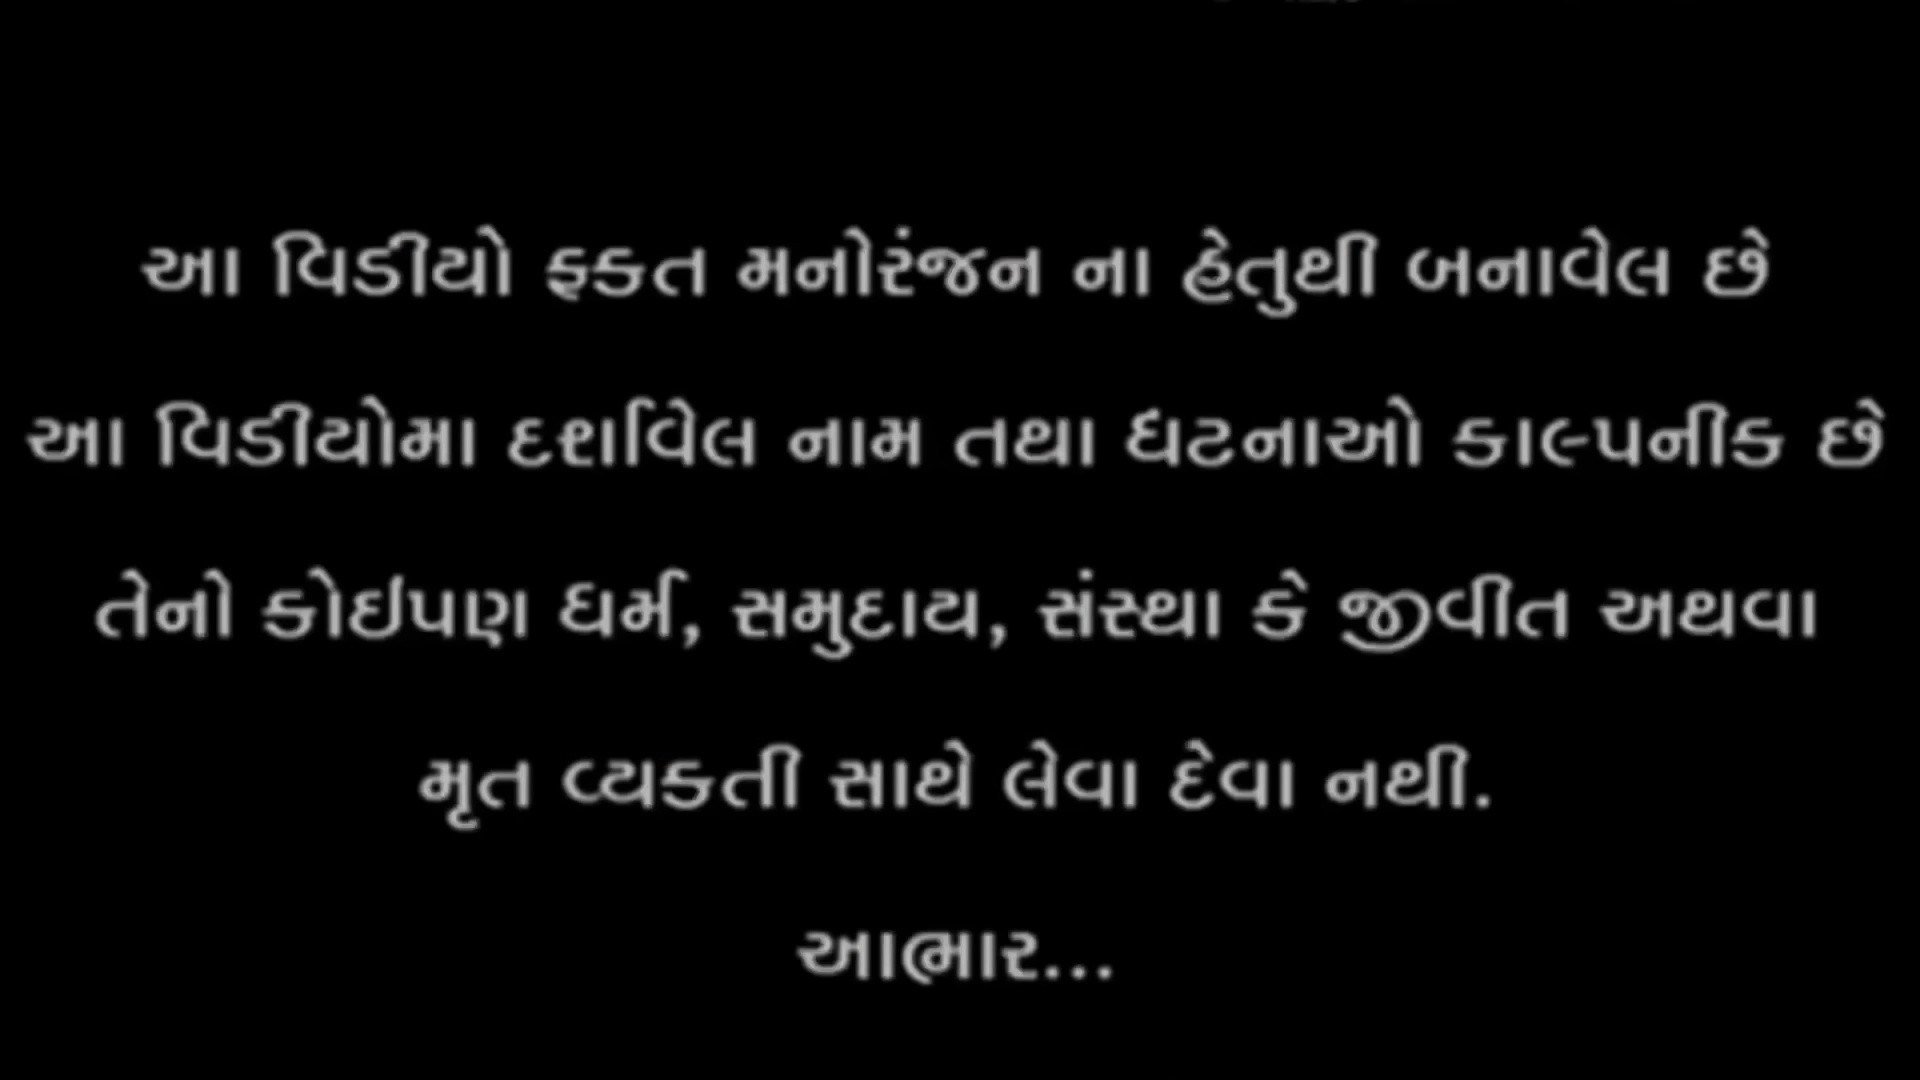 આ વિડીયો ફકત મનોરંજન ના હેતુથી બનાવેલ છે
આ વિડીયોમા દર્શાવેલ નામ તથા ઘટનાઓ કાલ્પનીક છે
તેનો કોઇપણ ધર્મ, સમુદાય, સંસ્થા કે જીવીત અથવા
મૃત વ્યકતી સાથે લેવા દેવા નથી.
આભાર...